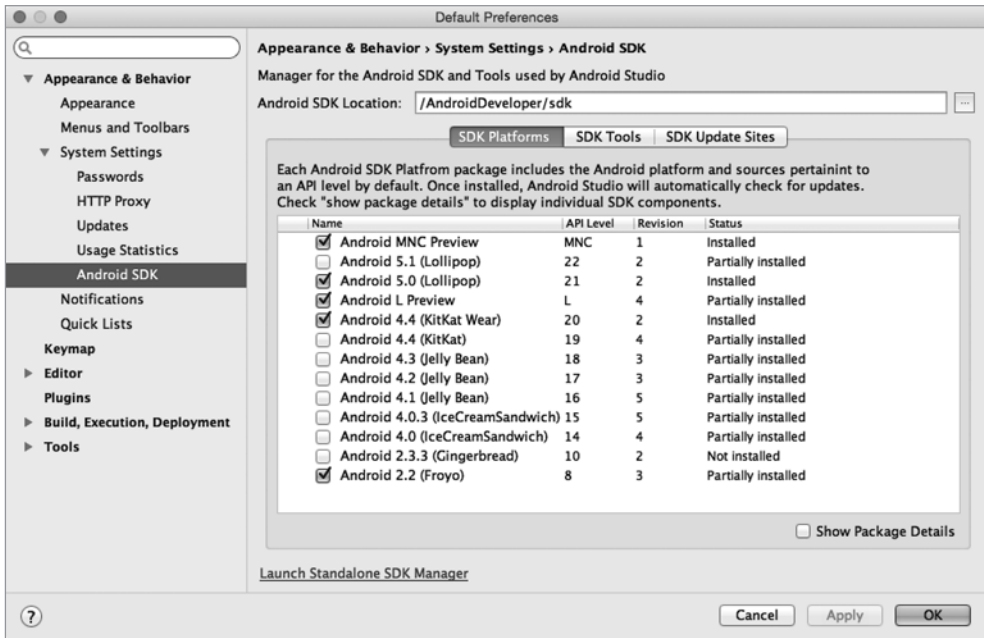 Default Preferences
Appearance & Behavior › System Settings › Android SDK
Appearance & Behavior
Appearance
Menus and Toolbars
System Settings
Passwords
HTTP Proxy
Updates
Usage Statistics
Android SDK
Notifications
Quick Lists
Keymap
Editor
Plugins
Build, Execution, Deployment
Tools
Manager for the Android SDK and Tools used by Android Studio
Android SDK Location: /AndroidDeveloper/sdk ...
SDK Platforms SDK Tools SDK Update Sites
Each Android SDK Platfrom package includes the Android platform and sources pertainint to
an API level by default. Once installed, Android Studio will automatically check for updates.
Check "show package details" to display individual SDK components.
Name API Level Revision Status
Android MNC Preview MNC 1 Installed
Android 5.1 (Lollipop) 22 2 Partially installed
Android 5.0 (Lollipop) 21 2 Installed
Android L Preview L 4 Partially installed
Android 4.4 (KitKat Wear) 20 2 Installed
Android 4.4 (KitKat) 19 4 Partially installed
Android 4.3 (Jelly Bean) 18 3 Partially installed
Android 4.2 (Jelly Bean) 17 3 Partially installed
Android 4.1 (Jelly Bean) 16 5 Partially installed
Android 4.0.3 (IceCreamSandwich) 15 5 Partially installed
Android 4.0 (IceCreamSandwich) 14 4 Partially installed
Android 2.3.3 (Gingerbread) 10 2 Not installed
Android 2.2 (Froyo) 8 3 Partially installed
Show Package Details
Launch Standalone SDK Manager
? Cancel Apply OK